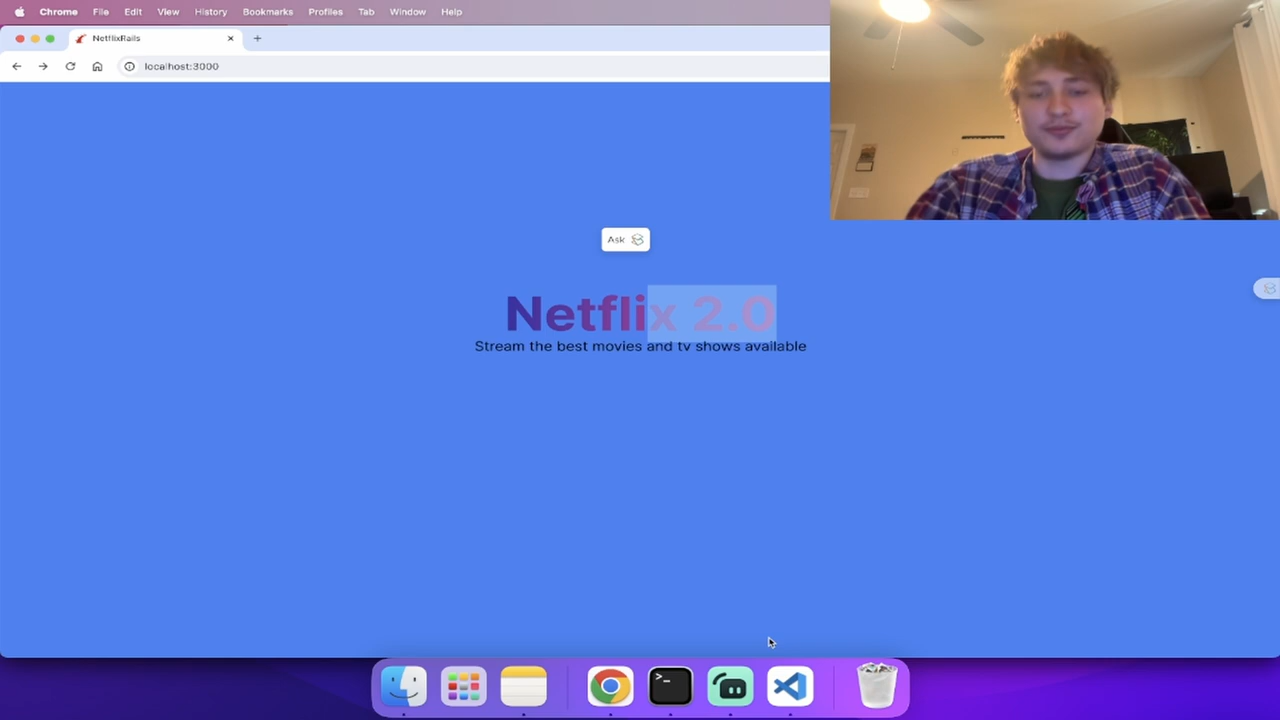 Chrome File Edit View History Bookmarks Profiles Tab Window Help
NetflixRails
localhost:3000
Ask
Netflix 2.0
Stream the best movies and tv shows available
>_